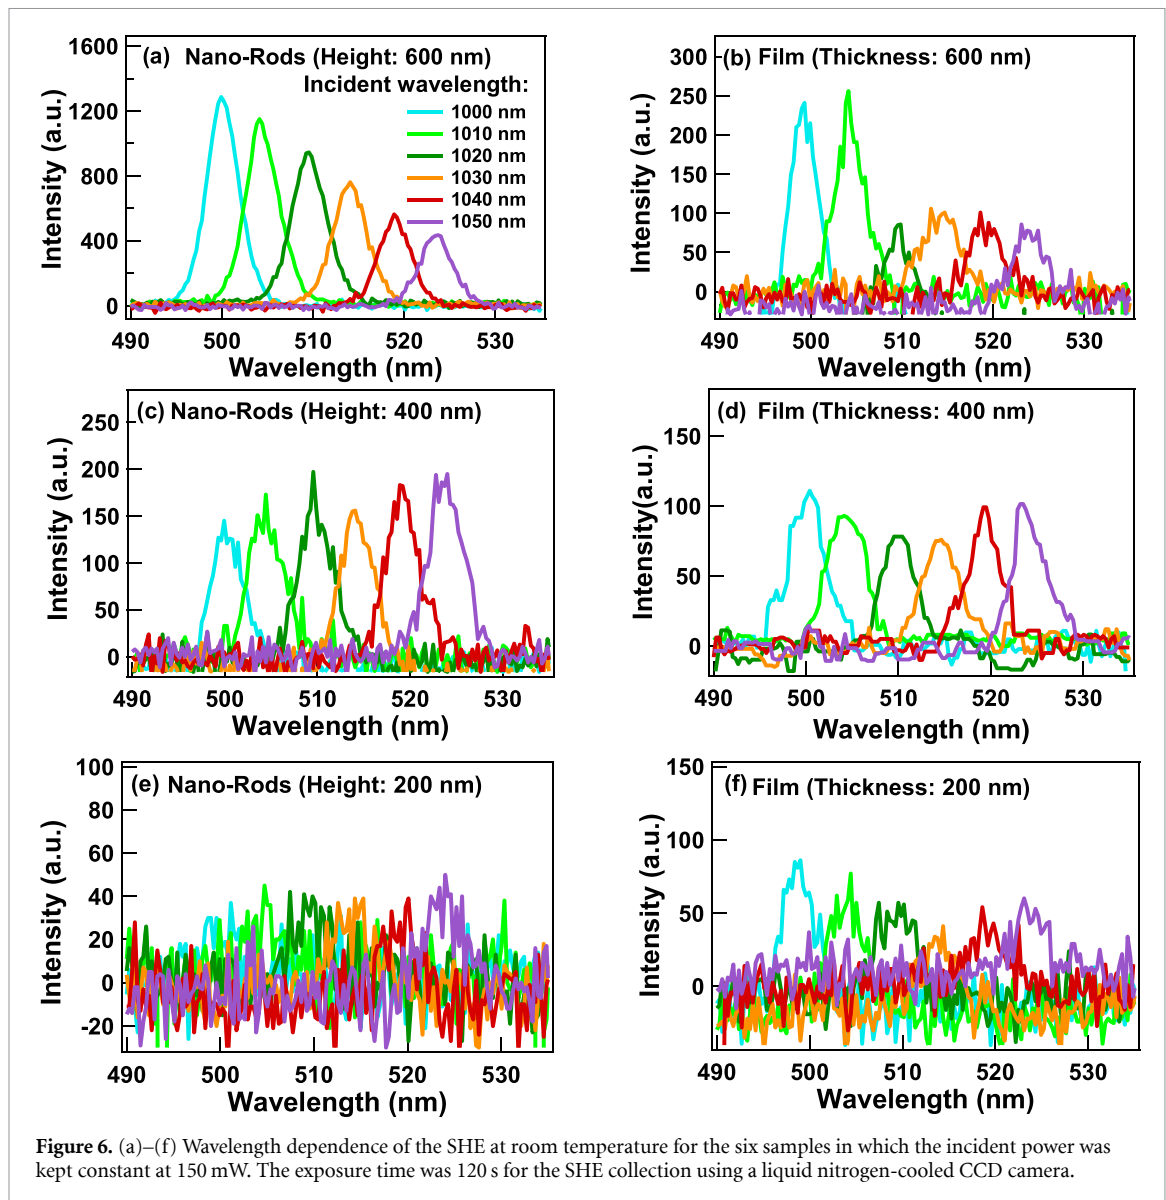 (a) Nano-Rods (Height: 600 nm)
Incident wavelength:
1000 nm
1010 nm
1020 nm
1030 nm
1040 nm
1050 nm
1600
1200
800
400
0
Intensity (a.u.)
490 500 510 520 530
Wavelength (nm)
(b) Film (Thickness: 600 nm)
300
250
200
150
100
50
0
Intensity (a.u.)
490 500 510 520 530
Wavelength (nm)
(c) Nano-Rods (Height: 400 nm)
250
200
150
100
50
0
Intensity (a.u.)
490 500 510 520 530
Wavelength (nm)
(d) Film (Thickness: 400 nm)
150
100
50
0
Intensity(a.u.)
490 500 510 520 530
Wavelength (nm)
(e) Nano-Rods (Height: 200 nm)
100
80
60
40
20
0
-20
Intensity (a.u.)
490 500 510 520 530
Wavelength (nm)
(f) Film (Thickness: 200 nm)
150
100
50
0
Intensity (a.u.)
490 500 510 520 530
Wavelength (nm)
Figure 6. (a)–(f) Wavelength dependence of the SHE at room temperature for the six samples in which the incident power was
kept constant at 150 mW. The exposure time was 120 s for the SHE collection using a liquid nitrogen-cooled CCD camera.